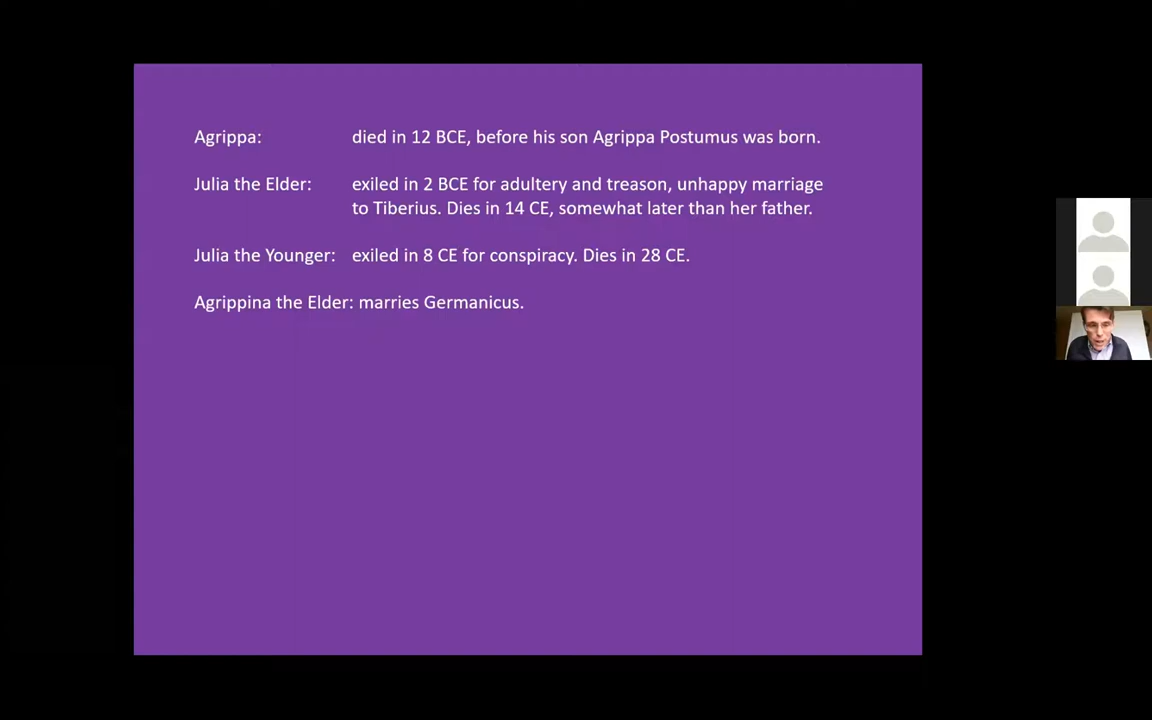 Agrippa: died in 12 BCE, before his son Agrippa Postumus was born.
Julia the Elder: exiled in 2 BCE for adultery and treason, unhappy marriage
to Tiberius. Dies in 14 CE, somewhat later than her father.
Julia the Younger: exiled in 8 CE for conspiracy. Dies in 28 CE.
Agrippina the Elder: marries Germanicus.